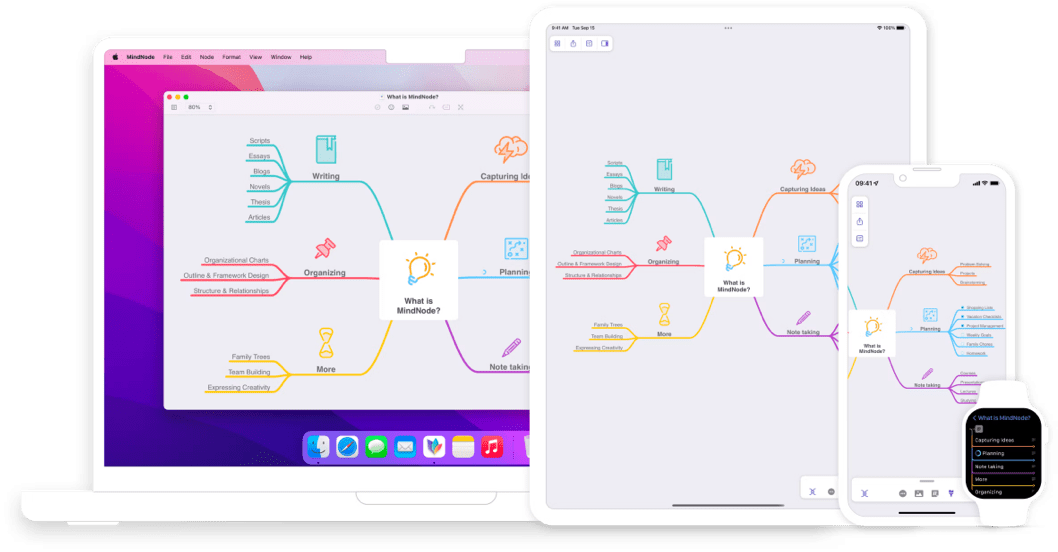 MindNode File Edit Node Format View Window Help
What is MindNode?
80%
Scripts
Essays
Blogs
Novels
Thesis
Articles
Writing
Capturing Ideas
Organizational Charts
Outline & Framework Design
Structure & Relationships
Organizing
What is
MindNode?
Planning
Family Trees
Team Building
Expressing Creativity
More
Note taking
9:41 AM Tue Sep 15
100%
Scripts
Essays
Blogs
Novels
Thesis
Articles
Writing
Capturing Ideas
Organizational Charts
Outline & Framework Design
Structure & Relationships
Organizing
What is
MindNode?
Planning
Family Trees
Team Building
Expressing Creativity
More
Note taking
09:41
Capturing Ideas
Problem Solving
Projects
Brainstorming
What is
MindNode?
Planning
Shopping Lists
Vacation Checklists
Project Management
Weekly Goals
Family Chores
Homework
Note taking
Courses
Lectures
What is MindNode?
Capturing Ideas
Planning
Note taking
More
Organizing